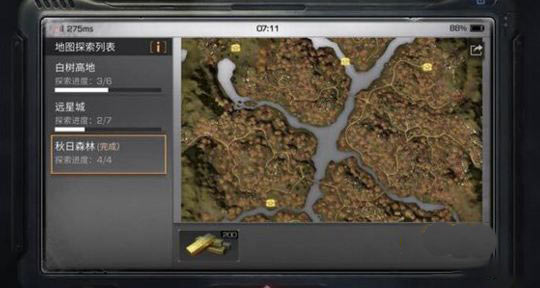 275ms
07:11
88%
地图探索列表
白树高地
探索进度：3/6
远星城
探索进度：2/7
秋日森林(完成)
探索进度：4/4
200